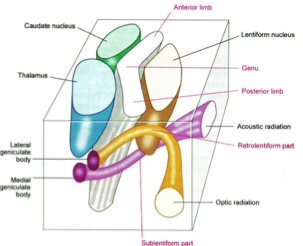 Anterior limb
Caudate nucleus
Lentiform nucleus
Genu
Thalamus
Posterior limb
Acoustic radiation
Retrolentiform part
Lateral
geniculate
body
Medial
geniculate
body
Optic radiation
Sublentiform part